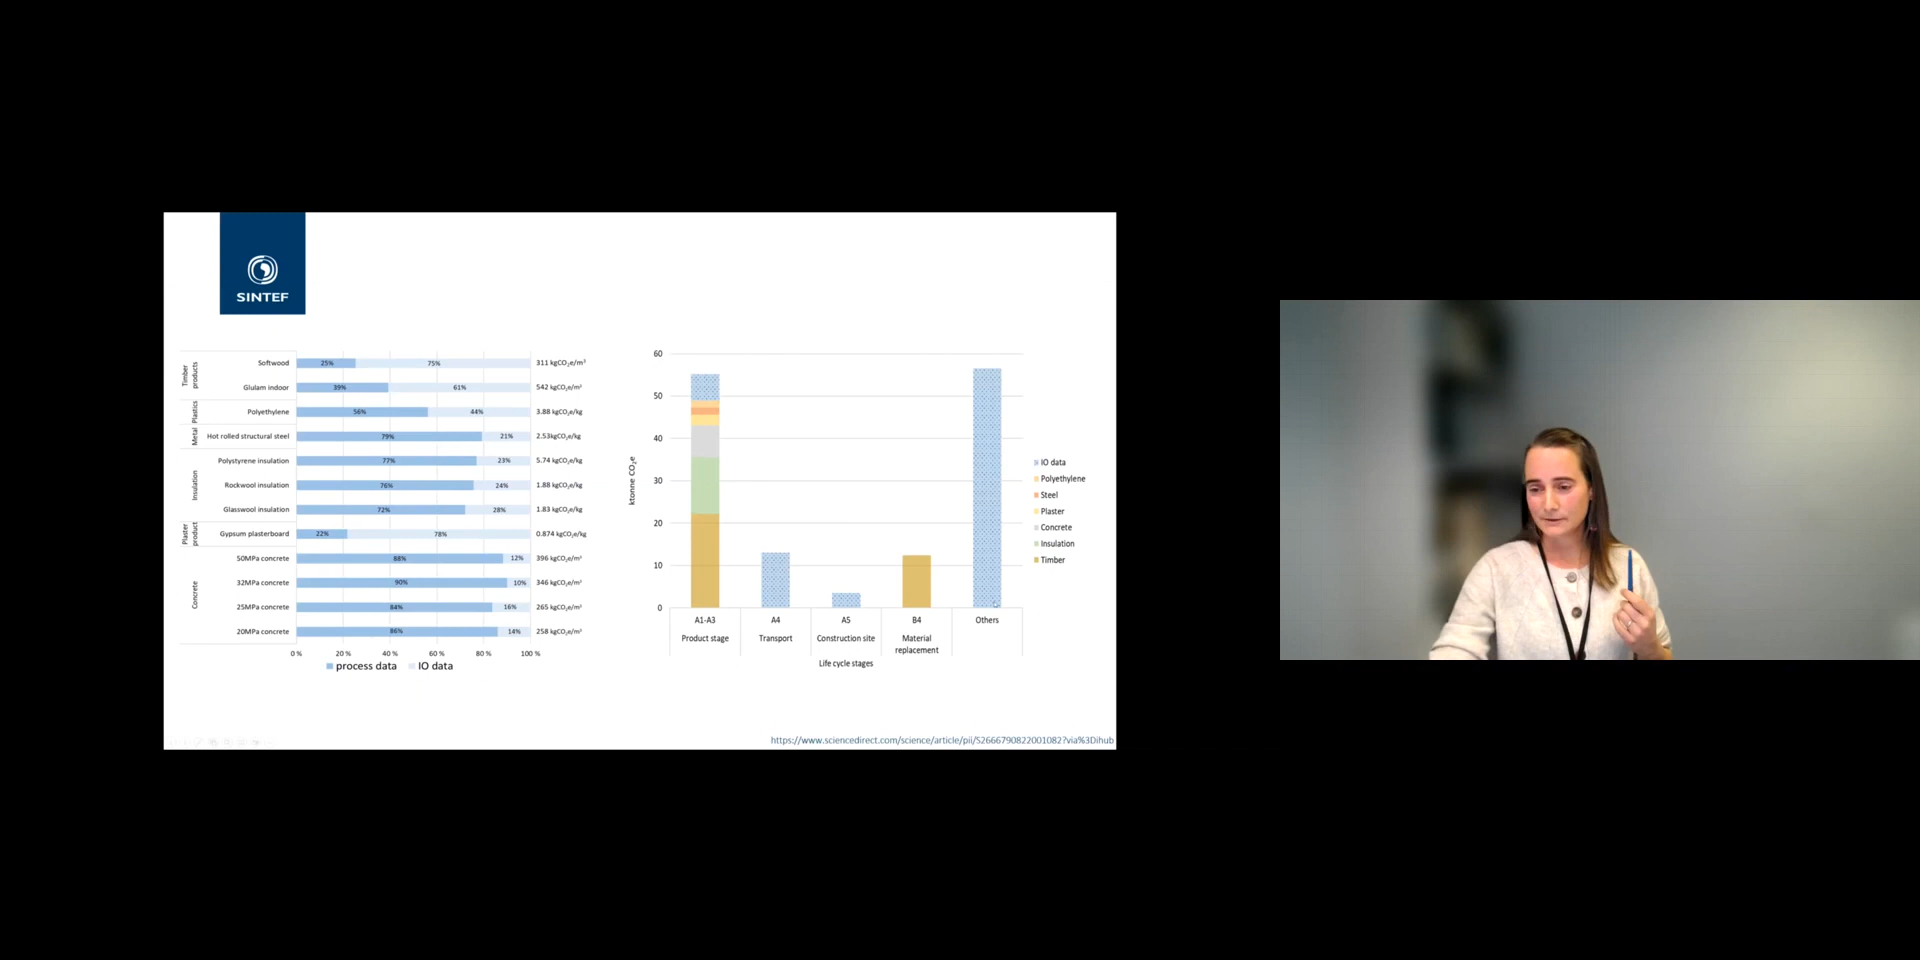 SINTEF
Timber products
Softwood 25% 75% 311 kgCO2e/m³
Glulam indoor 39% 61% 542 kgCO2e/m³
Plastics
Polyethylene 56% 44% 3.88 kgCO2e/kg
Metal
Hot rolled structural steel 79% 21% 2.53kgCO2e/kg
Insulation
Polystyrene insulation 77% 23% 5.74 kgCO2e/kg
Rockwool insulation 76% 24% 1.88 kgCO2e/kg
Glasswool insulation 72% 28% 1.83 kgCO2e/kg
Plaster product
Gypsum plasterboard 22% 78% 0.874 kgCO2e/kg
Concrete
50MPa concrete 88% 12% 396 kgCO2e/m³
32MPa concrete 90% 10% 346 kgCO2e/m³
25MPa concrete 84% 16% 265 kgCO2e/m³
20MPa concrete 86% 14% 258 kgCO2e/m³
0 % 20 % 40 % 60 % 80 % 100 %
process data IO data
ktonne CO2e
60
50
40
30
20
10
0
A1-A3 A4 A5 B4 Others
Product stage Transport Construction site Material
replacement
Life cycle stages
IO data
Polyethylene
Steel
Plaster
Concrete
Insulation
Timber
https://www.sciencedirect.com/science/article/pii/S2666790822001082?via%3Dihub